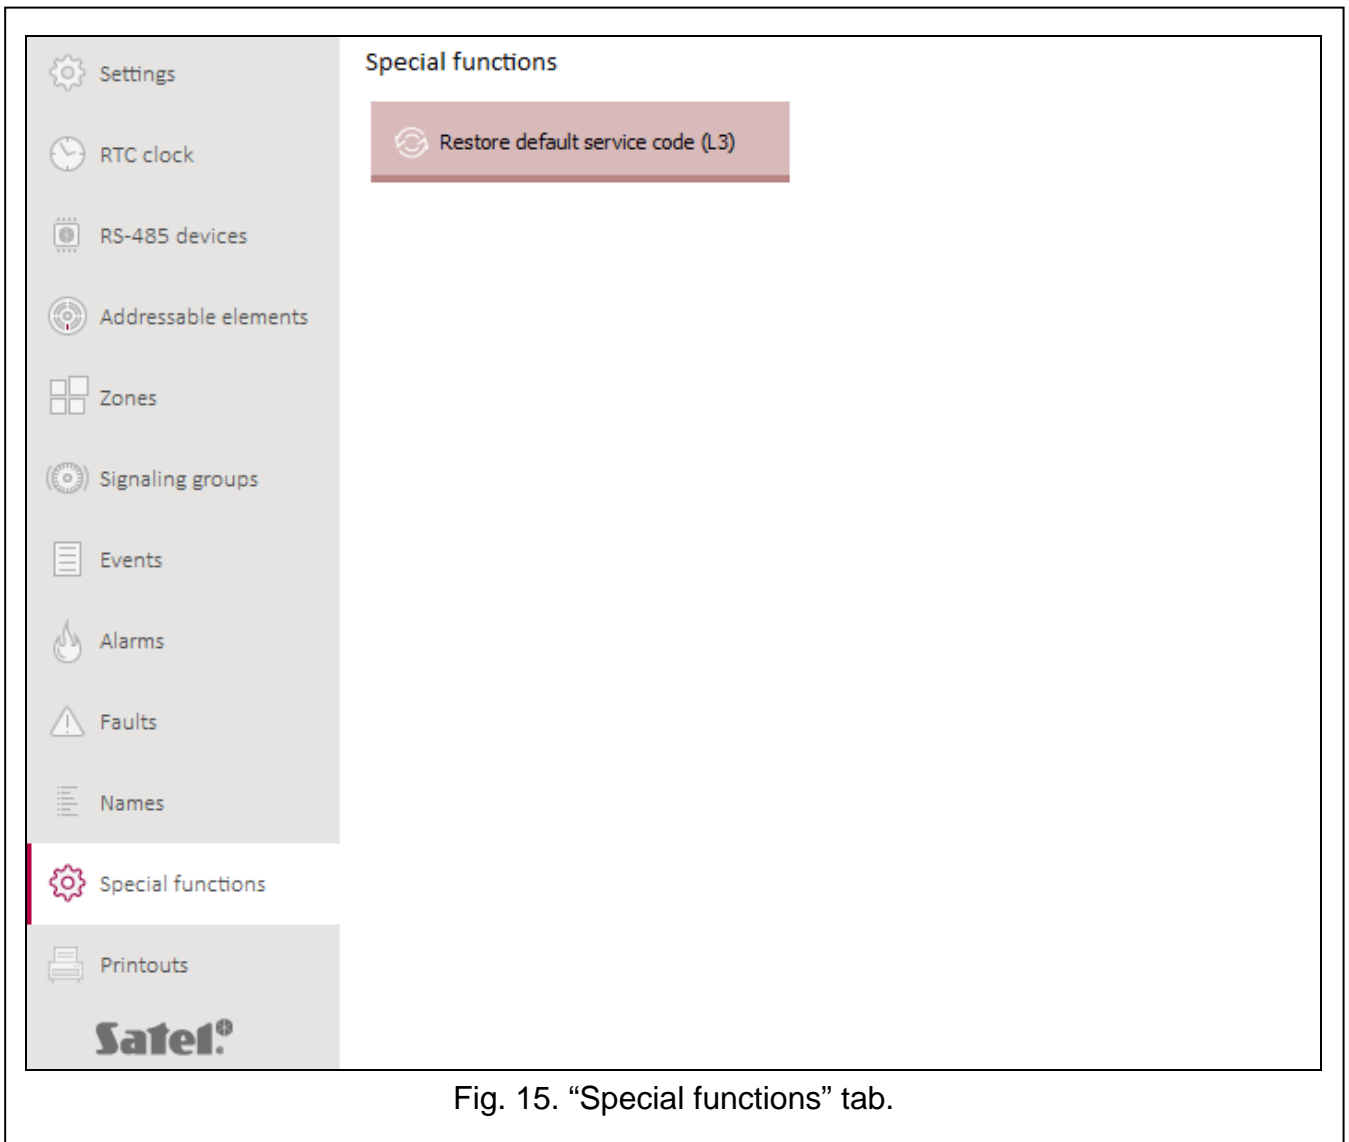 Settings
RTC clock
RS-485 devices
Addressable elements
Zones
Signaling groups
Events
Alarms
Faults
Names
Special functions
Printouts
Satel®
Special functions
Restore default service code (L3)
Fig. 15. “Special functions” tab.